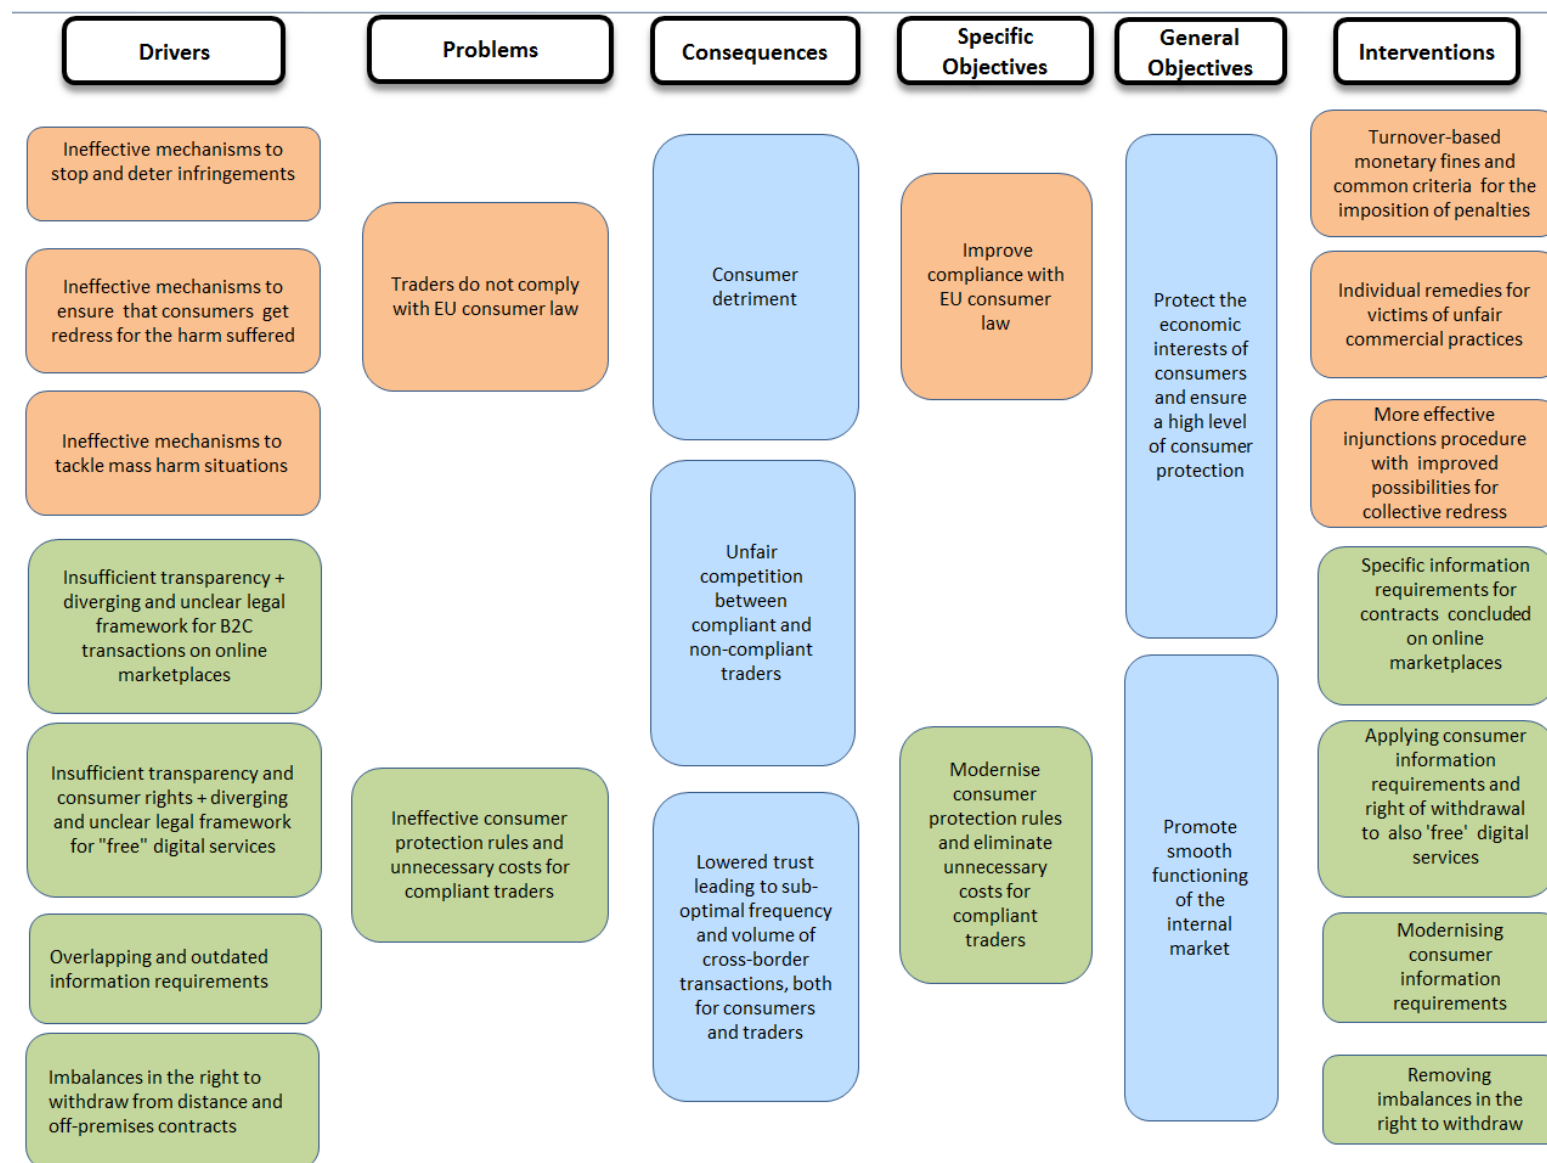 Drivers
Problems
Consequences
Specific
Objectives
General
Objectives
Interventions
Ineffective mechanisms to
stop and deter infringements
Ineffective mechanisms to
ensure that consumers get
redress for the harm suffered
Ineffective mechanisms to
tackle mass harm situations
Insufficient transparency +
diverging and unclear legal
framework for B2C
transactions on online
marketplaces
Insufficient transparency and
consumer rights + diverging
and unclear legal framework
for "free" digital services
Overlapping and outdated
information requirements
Imbalances in the right to
withdraw from distance and
off-premises contracts
Traders do not comply
with EU consumer law
Ineffective consumer
protection rules and
unnecessary costs for
compliant traders
Consumer
detriment
Unfair
competition
between
compliant and
non-compliant
traders
Lowered trust
leading to sub-
optimal frequency
and volume of
cross-border
transactions, both
for consumers
and traders
Improve
compliance with
EU consumer
law
Modernise
consumer
protection rules
and eliminate
unnecessary
costs for
compliant
traders
Protect the
economic
interests of
consumers
and ensure
a high level
of consumer
protection
Promote
smooth
functioning
of the
internal
market
Turnover-based
monetary fines and
common criteria for the
imposition of penalties
Individual remedies for
victims of unfair
commercial practices
More effective
injunctions procedure
with improved
possibilities for
collective redress
Specific information
requirements for
contracts concluded
on online
marketplaces
Applying consumer
information
requirements and
right of withdrawal
to also 'free' digital
services
Modernising
consumer
information
requirements
Removing
imbalances in the
right to withdraw